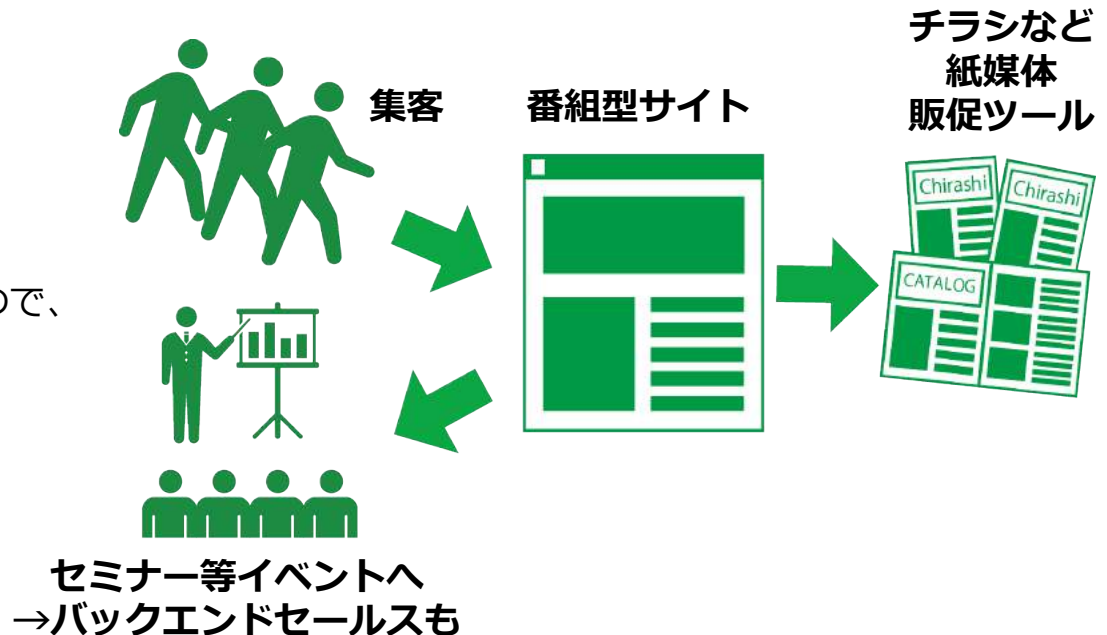 チラシなど
紙媒体
販促ツール
集客
番組型サイト
Chirashi
Chirashi
CATALOG
ので、
セミナー等イベントへ
→バックエンドセールスも